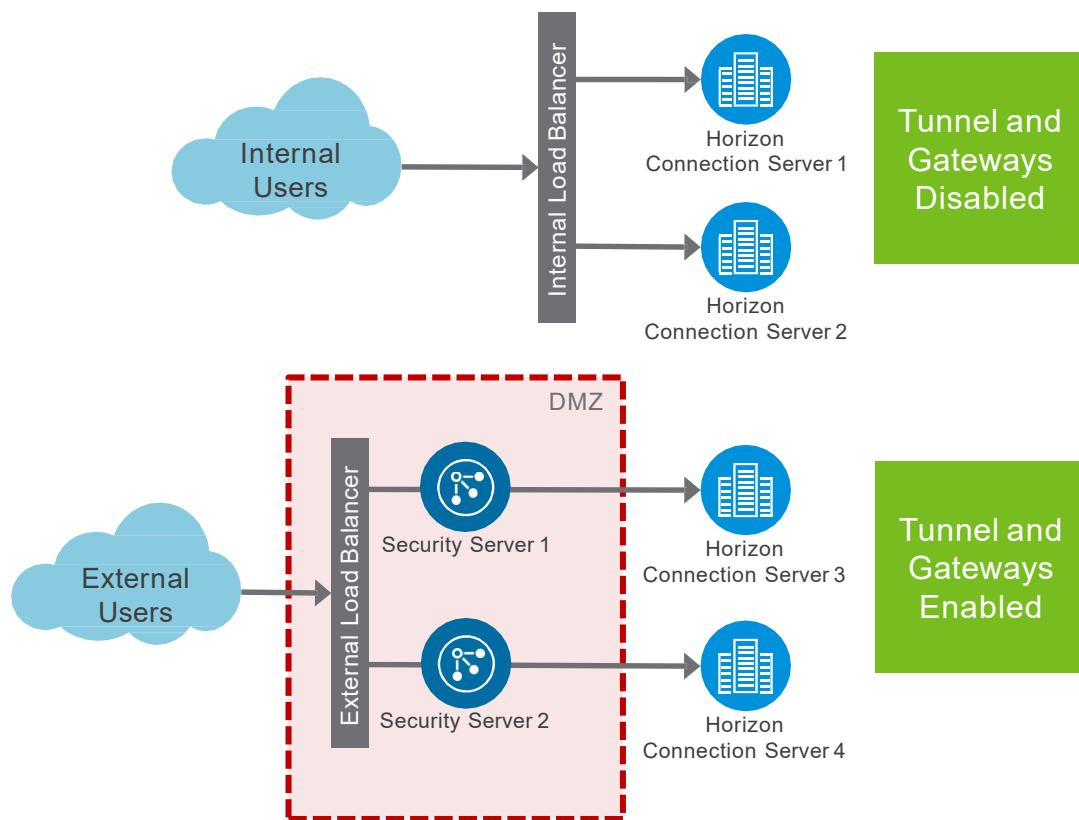 Internal
Users
Internal Load Balancer
Horizon
Connection Server 1
Horizon
Connection Server 2
Tunnel and
Gateways
Disabled
DMZ
External
Users
External Load Balancer
Security Server 1
Security Server 2
Horizon
Connection Server 3
Horizon
Connection Server 4
Tunnel and
Gateways
Enabled